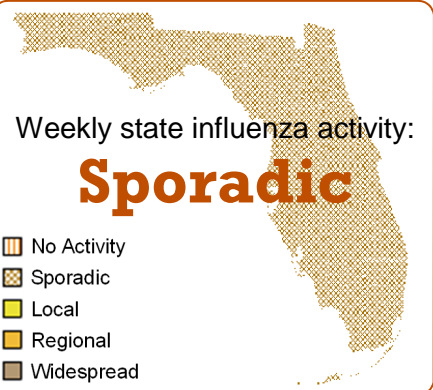 Weekly state influenza activity:
Sporadic
No Activity
Sporadic
Local
Regional
Widespread